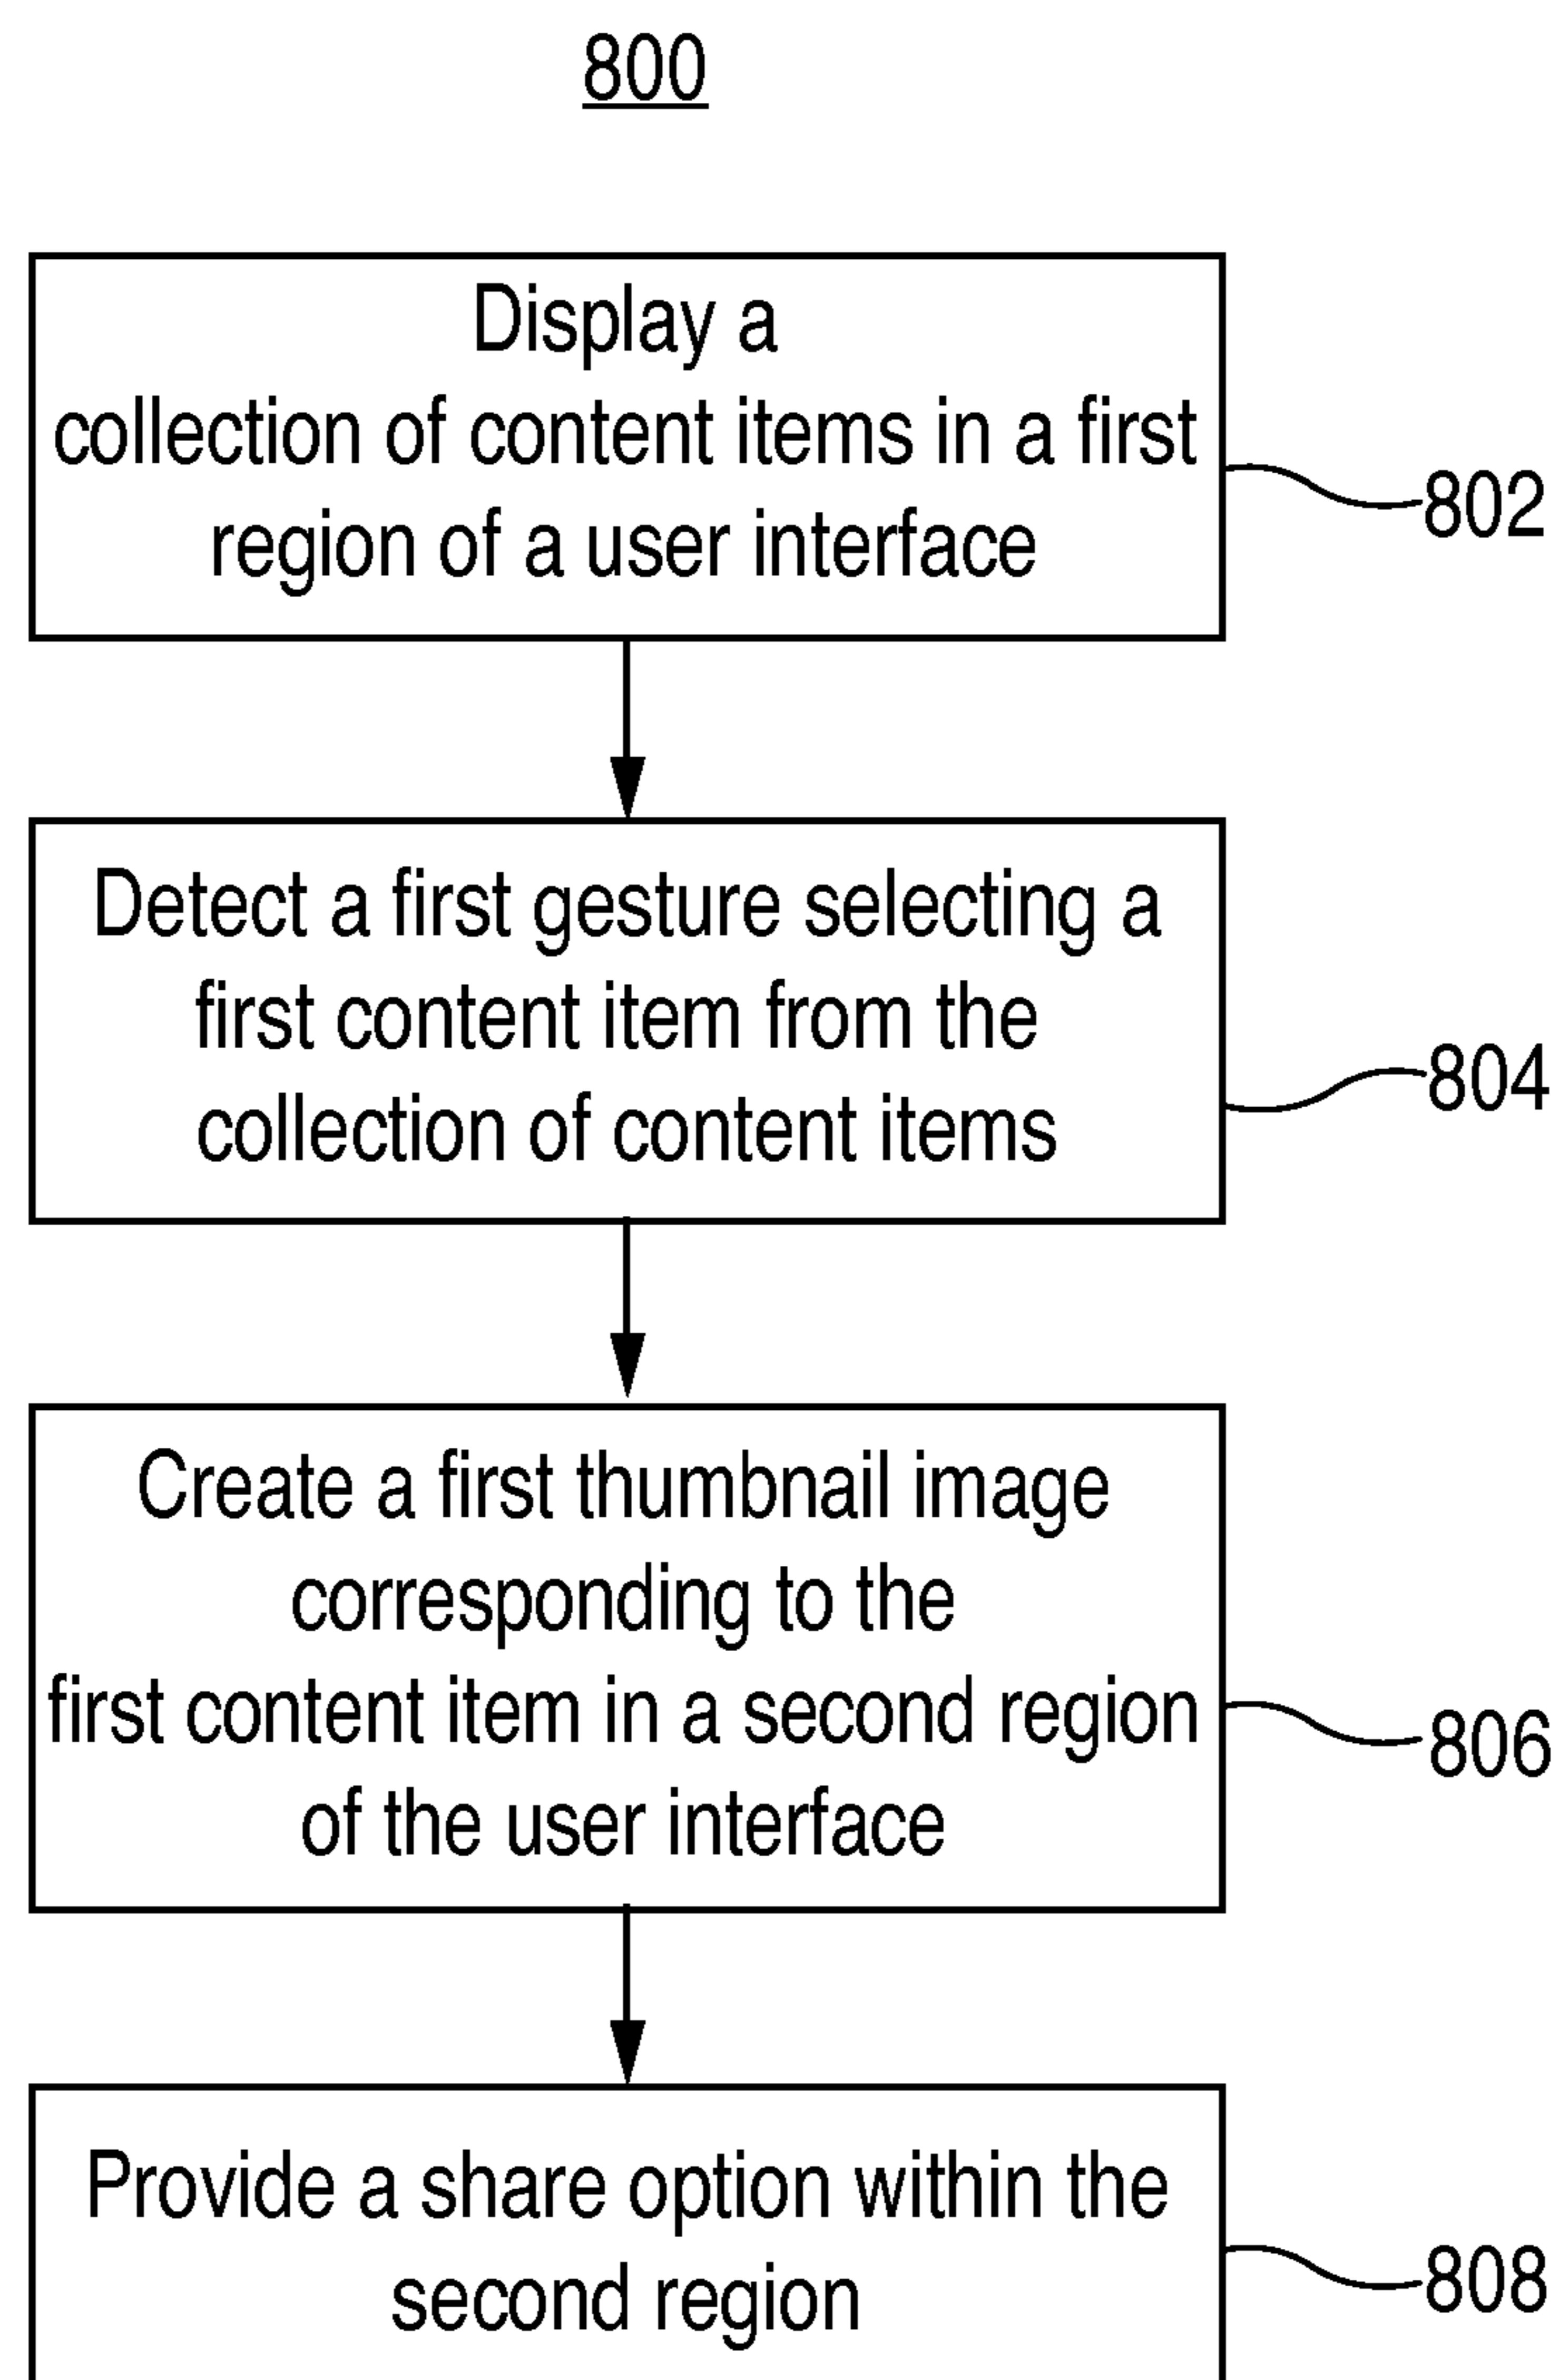 800
Display a
collection of content items in a first
region of a user interface
802
Detect a first gesture selecting a
first content item from the
collection of content items
804
Create a first thumbnail image
corresponding to the
first content item in a second region
of the user interface
806
Provide a share option within the
second region
808